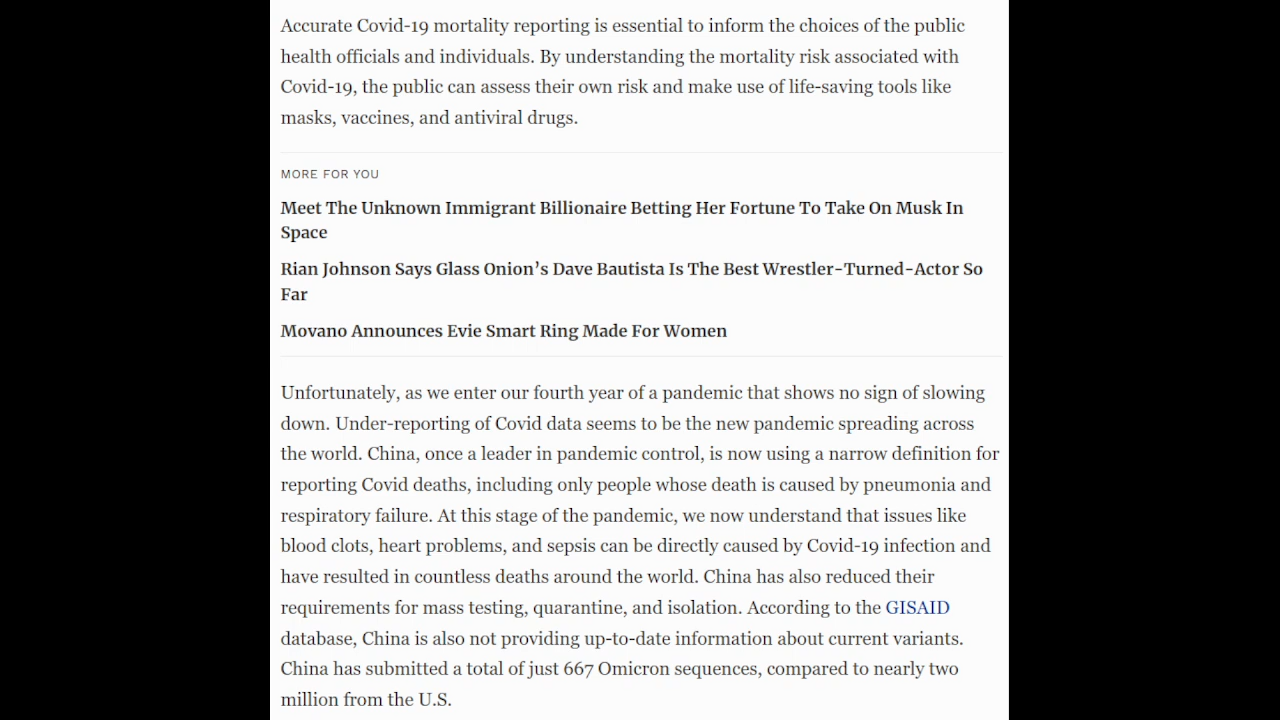 Accurate Covid-19 mortality reporting is essential to inform the choices of the public
health officials and individuals. By understanding the mortality risk associated with
Covid-19, the public can assess their own risk and make use of life-saving tools like
masks, vaccines, and antiviral drugs.
MORE FOR YOU
Meet The Unknown Immigrant Billionaire Betting Her Fortune To Take On Musk In
Space
Rian Johnson Says Glass Onion’s Dave Bautista Is The Best Wrestler-Turned-Actor So
Far
Movano Announces Evie Smart Ring Made For Women
Unfortunately, as we enter our fourth year of a pandemic that shows no sign of slowing
down. Under-reporting of Covid data seems to be the new pandemic spreading across
the world. China, once a leader in pandemic control, is now using a narrow definition for
reporting Covid deaths, including only people whose death is caused by pneumonia and
respiratory failure. At this stage of the pandemic, we now understand that issues like
blood clots, heart problems, and sepsis can be directly caused by Covid-19 infection and
have resulted in countless deaths around the world. China has also reduced their
requirements for mass testing, quarantine, and isolation. According to the GISAID
database, China is also not providing up-to-date information about current variants.
China has submitted a total of just 667 Omicron sequences, compared to nearly two
million from the U.S.